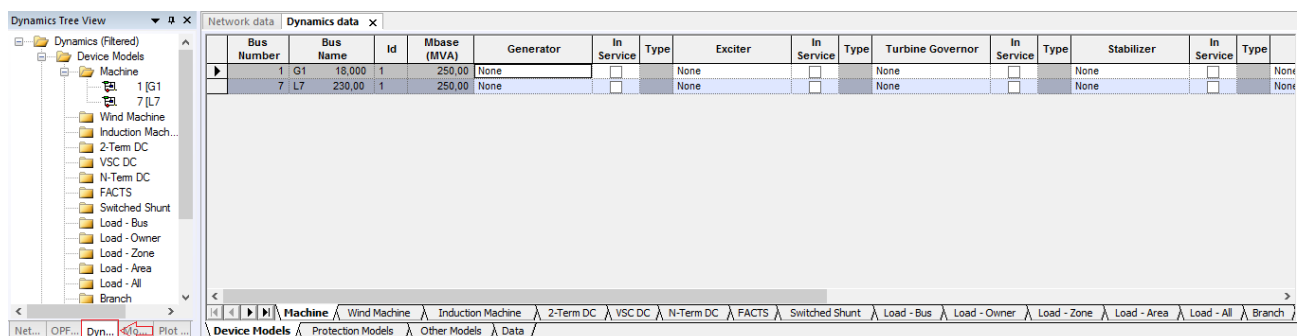 Dynamics Tree View
Network data Dynamics data x
Dynamics (Filtered)
Device Models
Machine
1 [G1
7 [L7
Wind Machine
Induction Mach...
2-Term DC
VSC DC
N-Term DC
FACTS
Switched Shunt
Load - Bus
Load - Owner
Load - Zone
Load - Area
Load - All
Branch
Net... OPF... Dyn... Mo... Plot ...
Bus Number Bus Name Id Mbase (MVA) Generator In Service Type Exciter In Service Type Turbine Governor In Service Type Stabilizer In Service Type
1 G1 18,000 1 250,00 None None None None None
7 L7 230,00 1 250,00 None None None None None
Machine Wind Machine Induction Machine 2-Term DC VSC DC N-Term DC FACTS Switched Shunt Load - Bus Load - Owner Load - Zone Load - Area Load - All Branch
Device Models Protection Models Other Models Data